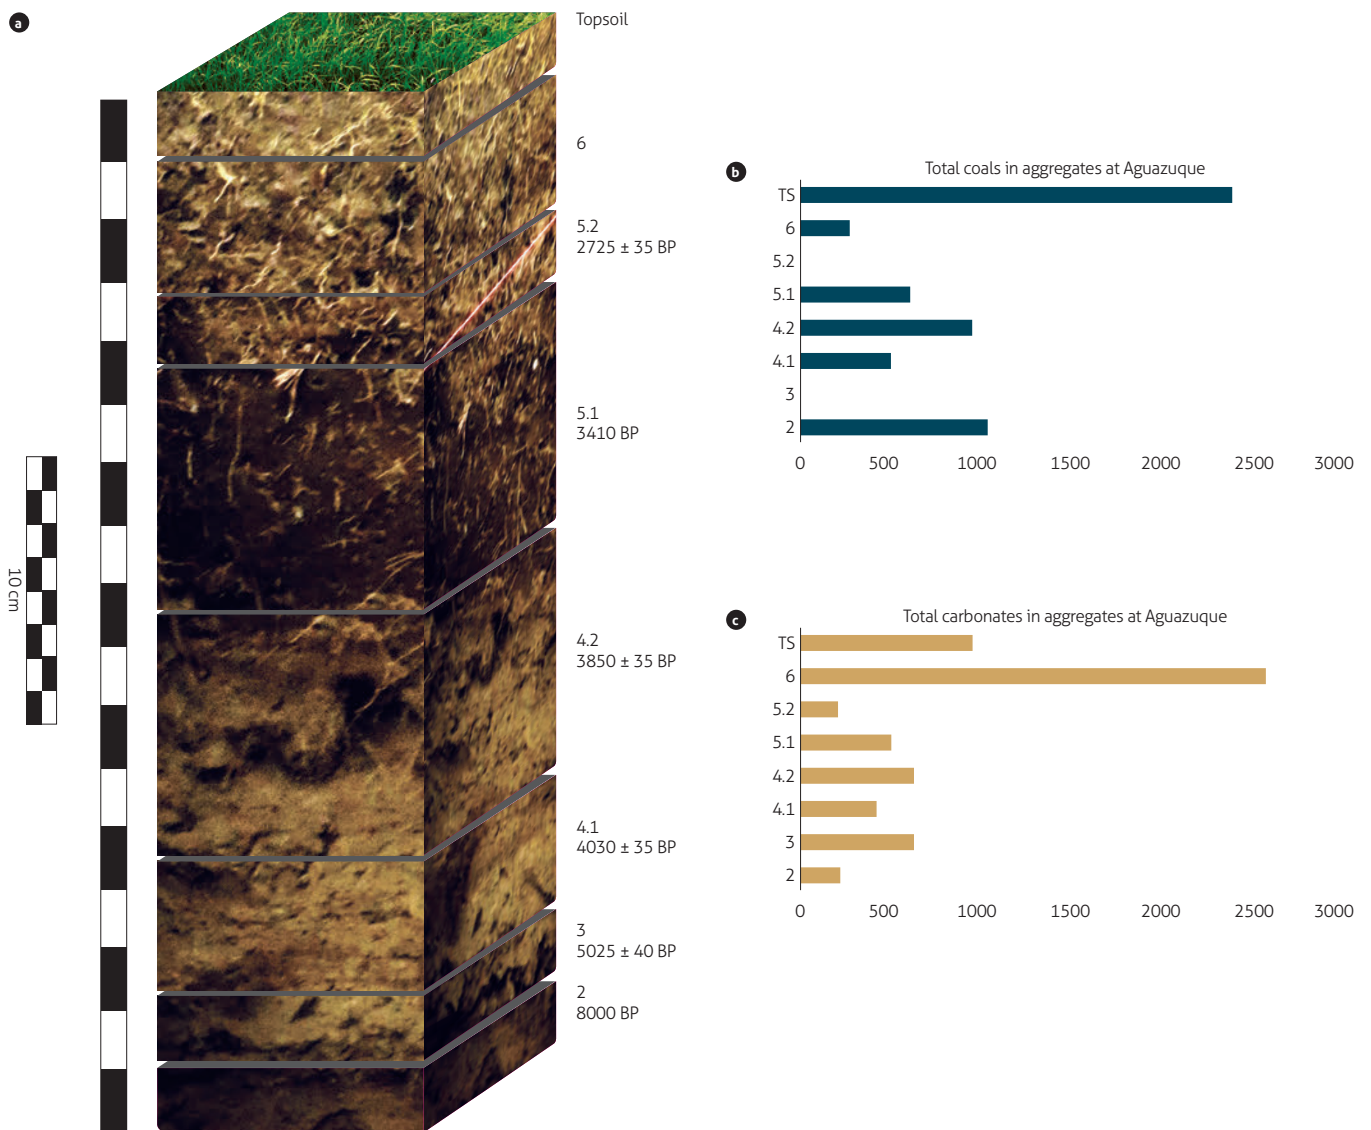 a
Topsoil
6
5.2
2725 ± 35 BP
5.1
3410 BP
4.2
3850 ± 35 BP
4.1
4030 ± 35 BP
3
5025 ± 40 BP
2
8000 BP
10 cm
b
Total coals in aggregates at Aguazuque
TS
6
5.2
5.1
4.2
4.1
3
2
0 500 1000 1500 2000 2500 3000
c
Total carbonates in aggregates at Aguazuque
TS
6
5.2
5.1
4.2
4.1
3
2
0 500 1000 1500 2000 2500 3000